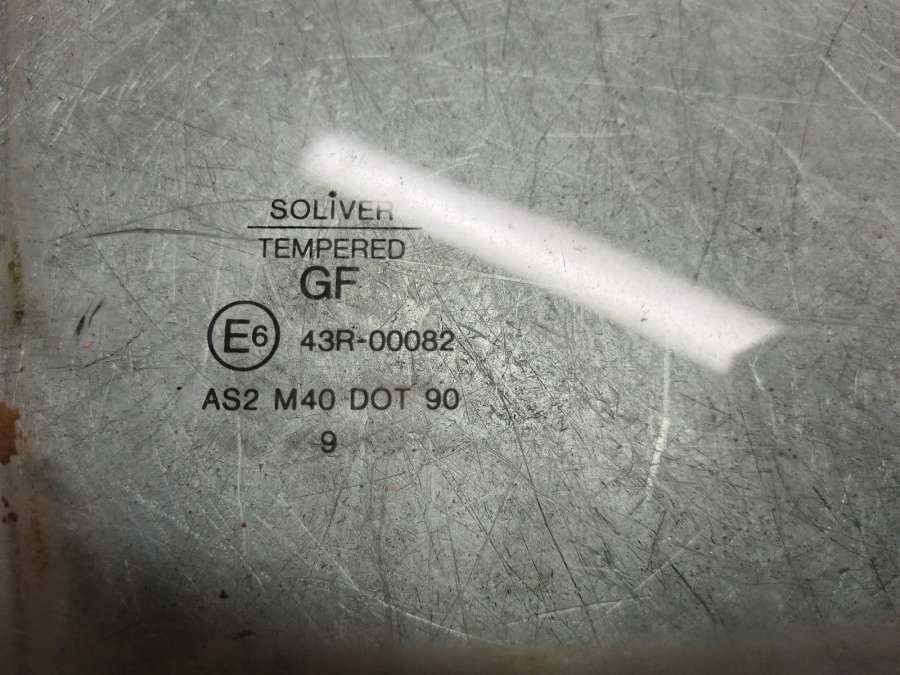 SOLIVER
TEMPERED
GF
E6 43R-00082
AS2 M40 DOT 90
9